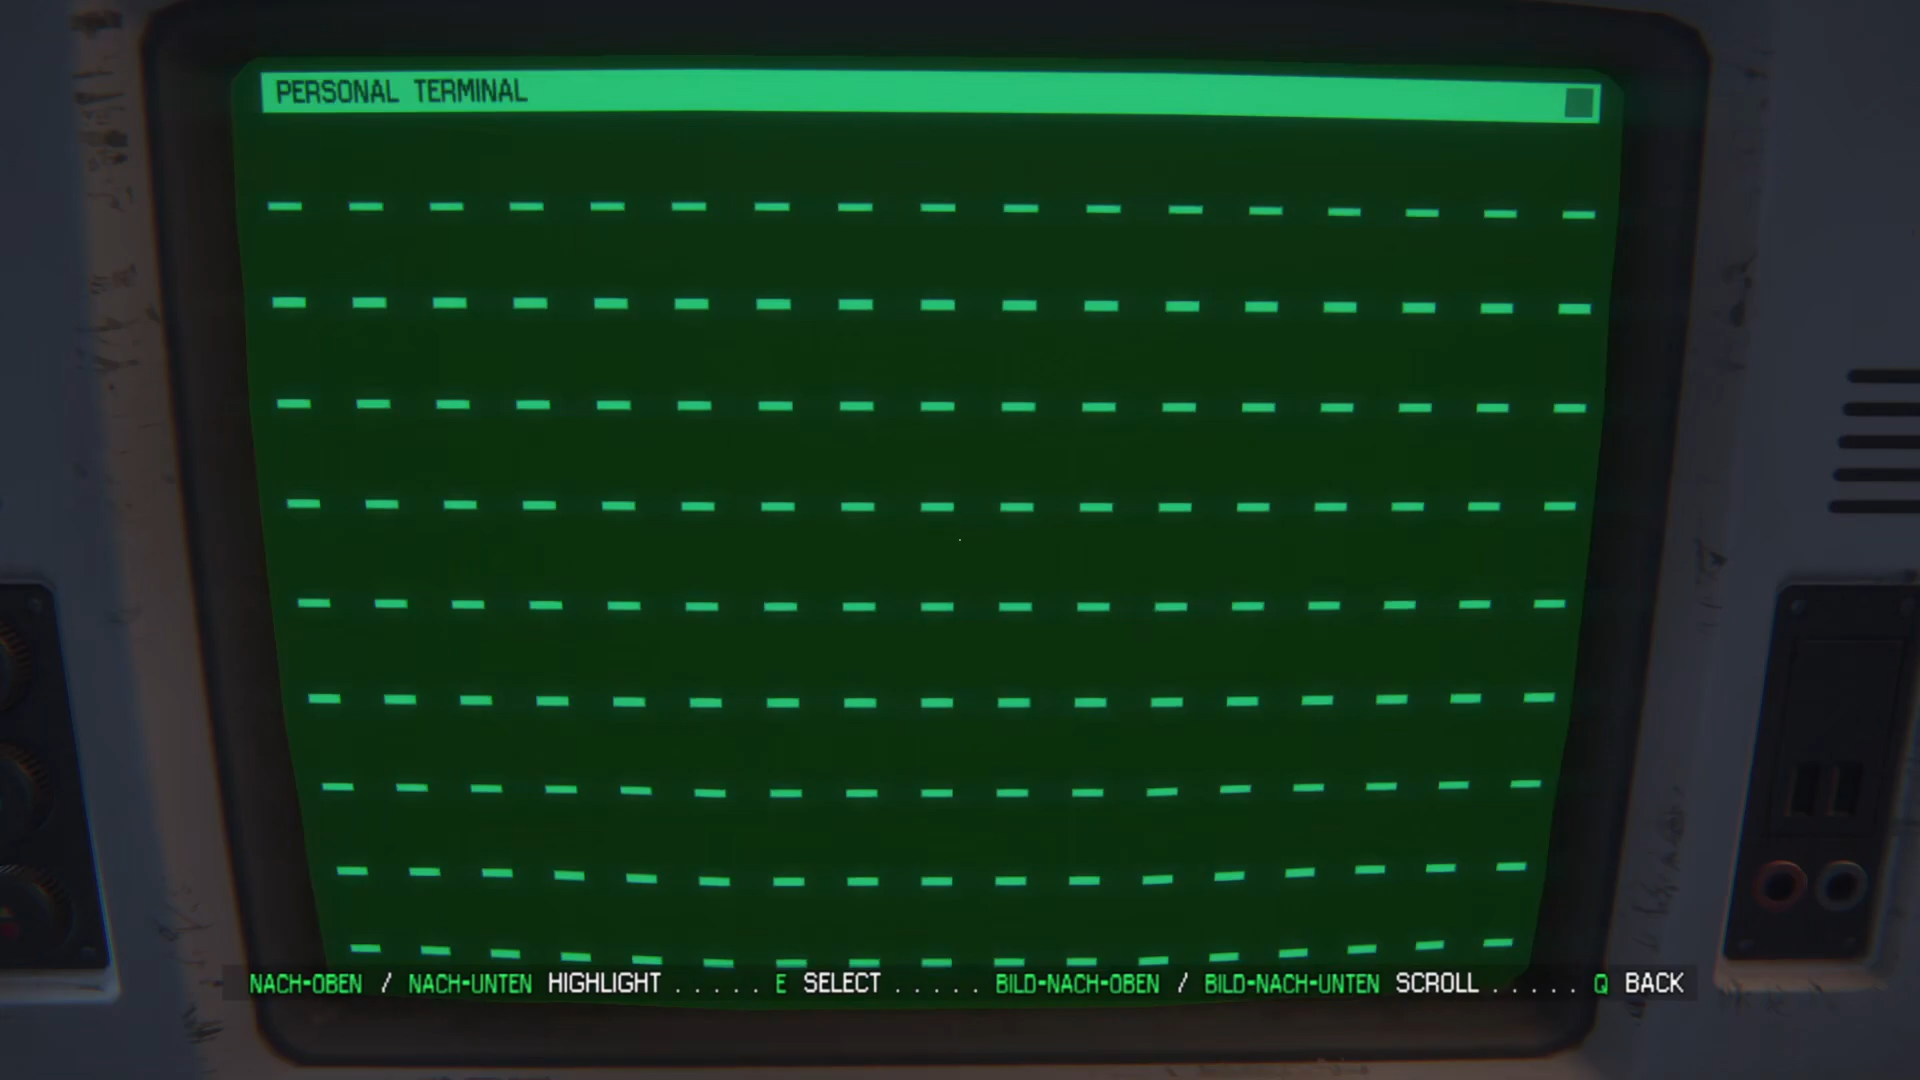 PERSONAL TERMINAL
NACH-OBEN / NACH-UNTEN HIGHLIGHT ..... E SELECT ..... BILD-NACH-OBEN / BILD-NACH-UNTEN SCROLL ..... Q BACK